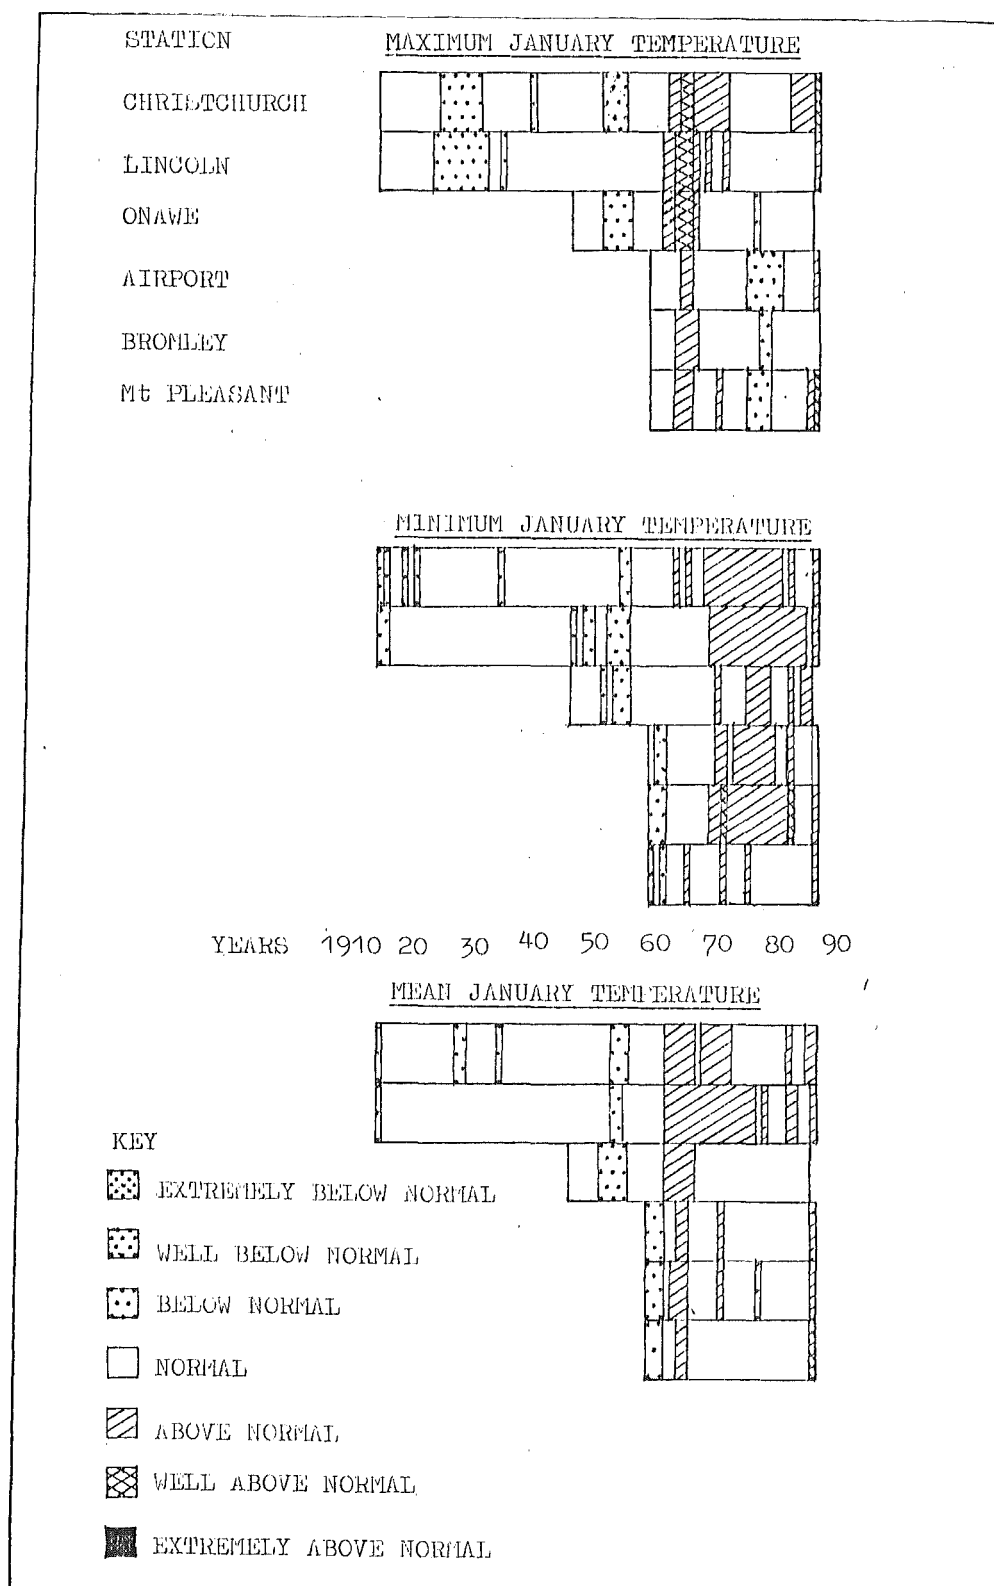 STATION MAXIMUM JANUARY TEMPERATURE
CHRISTCHURCH
LINCOLN
ONAWE
AIRPORT
BROMLEY
Mt PLEASANT
MINIMUM JANUARY TEMPERATURE
YEARS 1910 20 30 40 50 60 70 80 90
MEAN JANUARY TEMPERATURE
KEY
EXTREMELY BELOW NORMAL
WELL BELOW NORMAL
BELOW NORMAL
NORMAL
ABOVE NORMAL
WELL ABOVE NORMAL
EXTREMELY ABOVE NORMAL